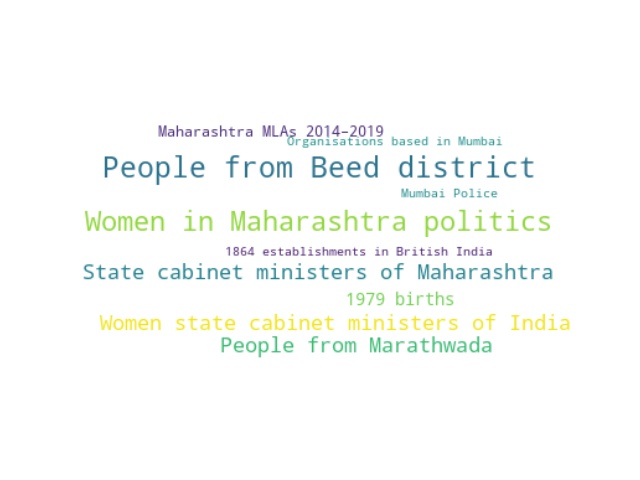 Maharashtra MLAs 2014–2019
Organisations based in Mumbai
People from Beed district
Mumbai Police
Women in Maharashtra politics
1864 establishments in British India
State cabinet ministers of Maharashtra
1979 births
Women state cabinet ministers of India
People from Marathwada